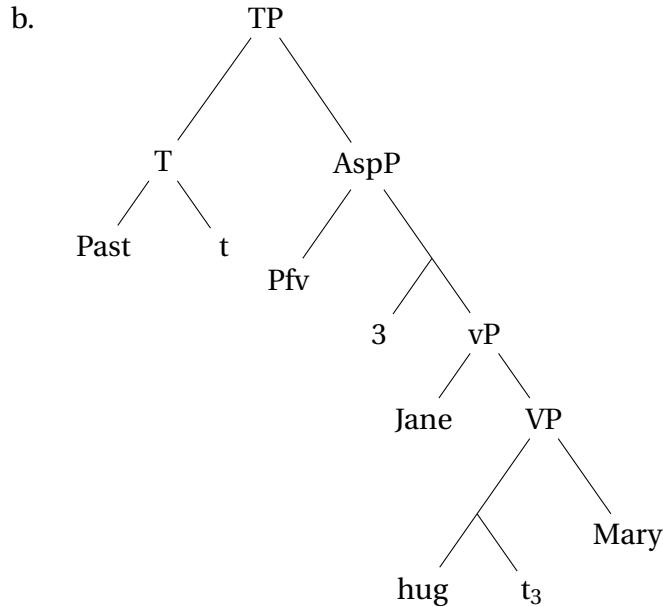 b. TP
T AspP
Past t
Pfv
3 vP
Jane VP
Mary
hug t₃